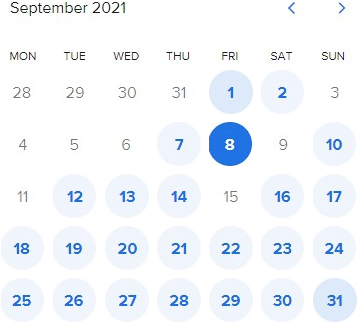 September 2021
MON TUE WED THU FRI SAT SUN
28 29 30 31 1 2 3
4 5 6 7 8 9 10
11 12 13 14 15 16 17
18 19 20 21 22 23 24
25 26 27 28 29 30 31